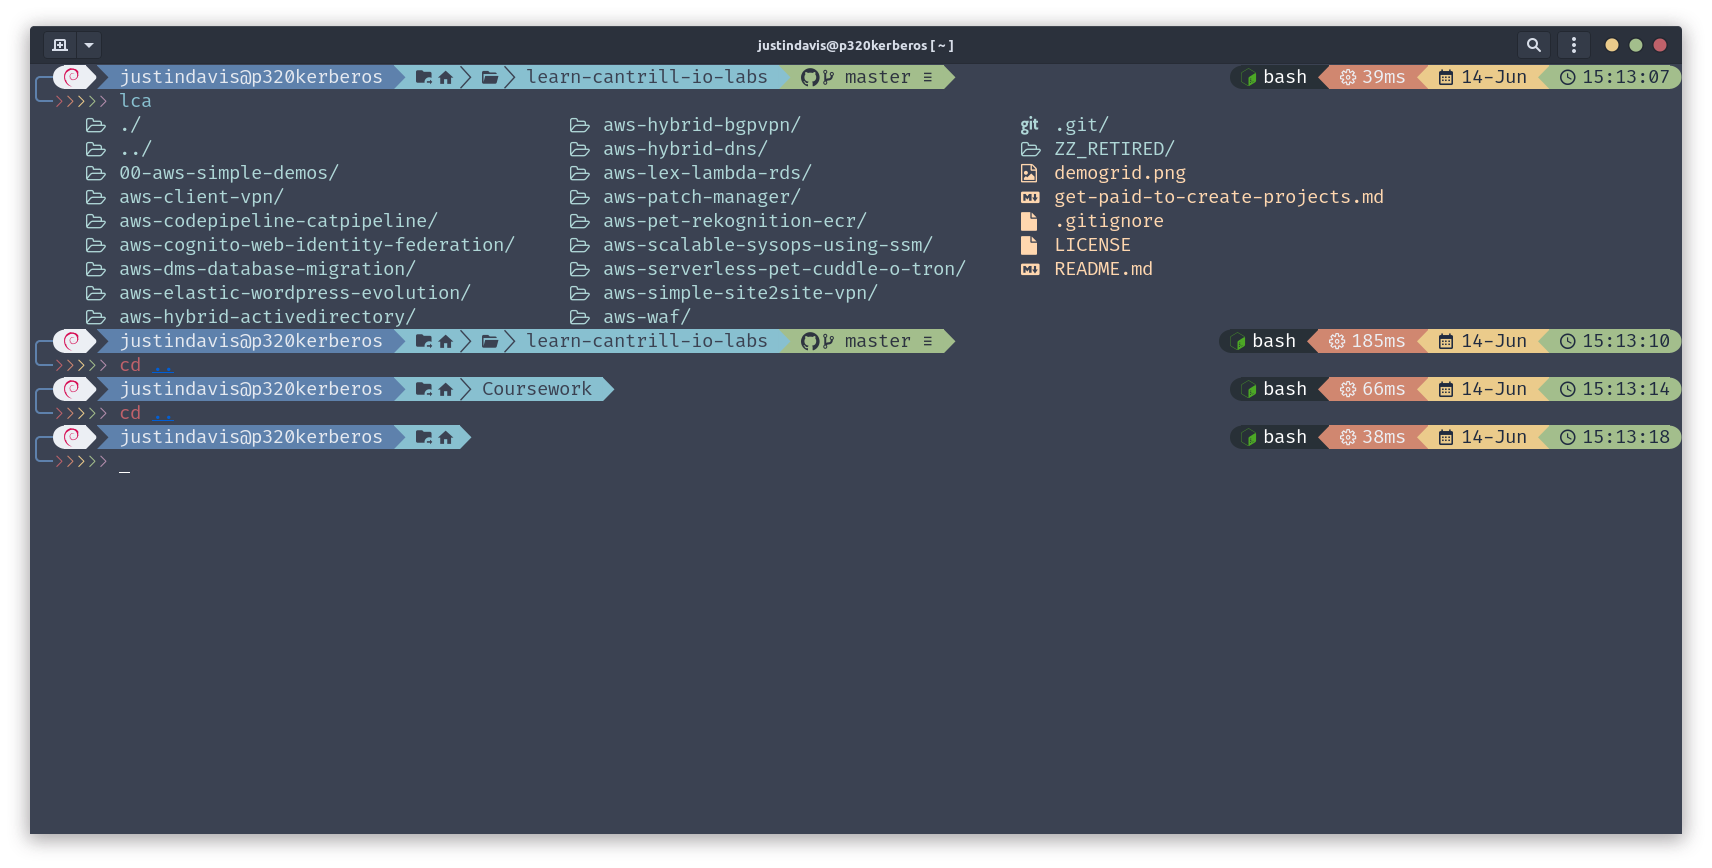 justindavis@p320kerberos [ ~ ]
justindavis@p320kerberos learn-cantrill-io-labs master ≡ bash 39ms 14-Jun 15:13:07
>>>>> lca
./ aws-hybrid-bgpvpn/ git .git/
../ aws-hybrid-dns/ ZZ_RETIRED/
00-aws-simple-demos/ aws-lex-lambda-rds/ demogrid.png
aws-client-vpn/ aws-patch-manager/ get-paid-to-create-projects.md
aws-codepipeline-catpipeline/ aws-pet-rekognition-ecr/ .gitignore
aws-cognito-web-identity-federation/ aws-scalable-sysops-using-ssm/ LICENSE
aws-dms-database-migration/ aws-serverless-pet-cuddle-o-tron/ README.md
aws-elastic-wordpress-evolution/ aws-simple-site2site-vpn/
aws-hybrid-activedirectory/ aws-waf/
justindavis@p320kerberos learn-cantrill-io-labs master ≡ bash 185ms 14-Jun 15:13:10
>>>>> cd ..
justindavis@p320kerberos Coursework bash 66ms 14-Jun 15:13:14
>>>>> cd ..
justindavis@p320kerberos bash 38ms 14-Jun 15:13:18
>>>>> _